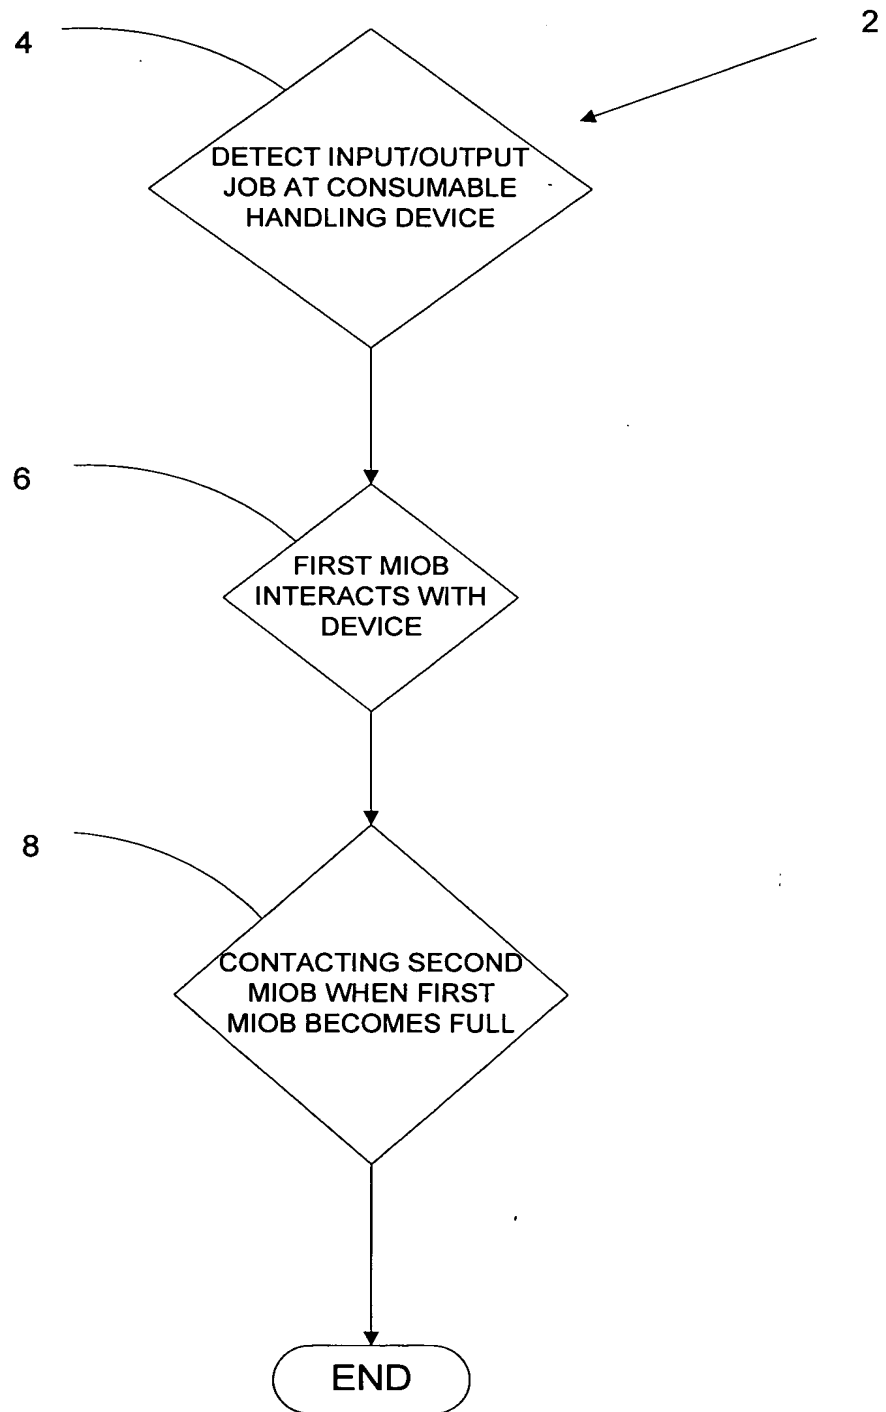 2
4
DETECT INPUT/OUTPUT
JOB AT CONSUMABLE
HANDLING DEVICE
6
FIRST MIOB
INTERACTS WITH
DEVICE
8
CONTACTING SECOND
MIOB WHEN FIRST
MIOB BECOMES FULL
END